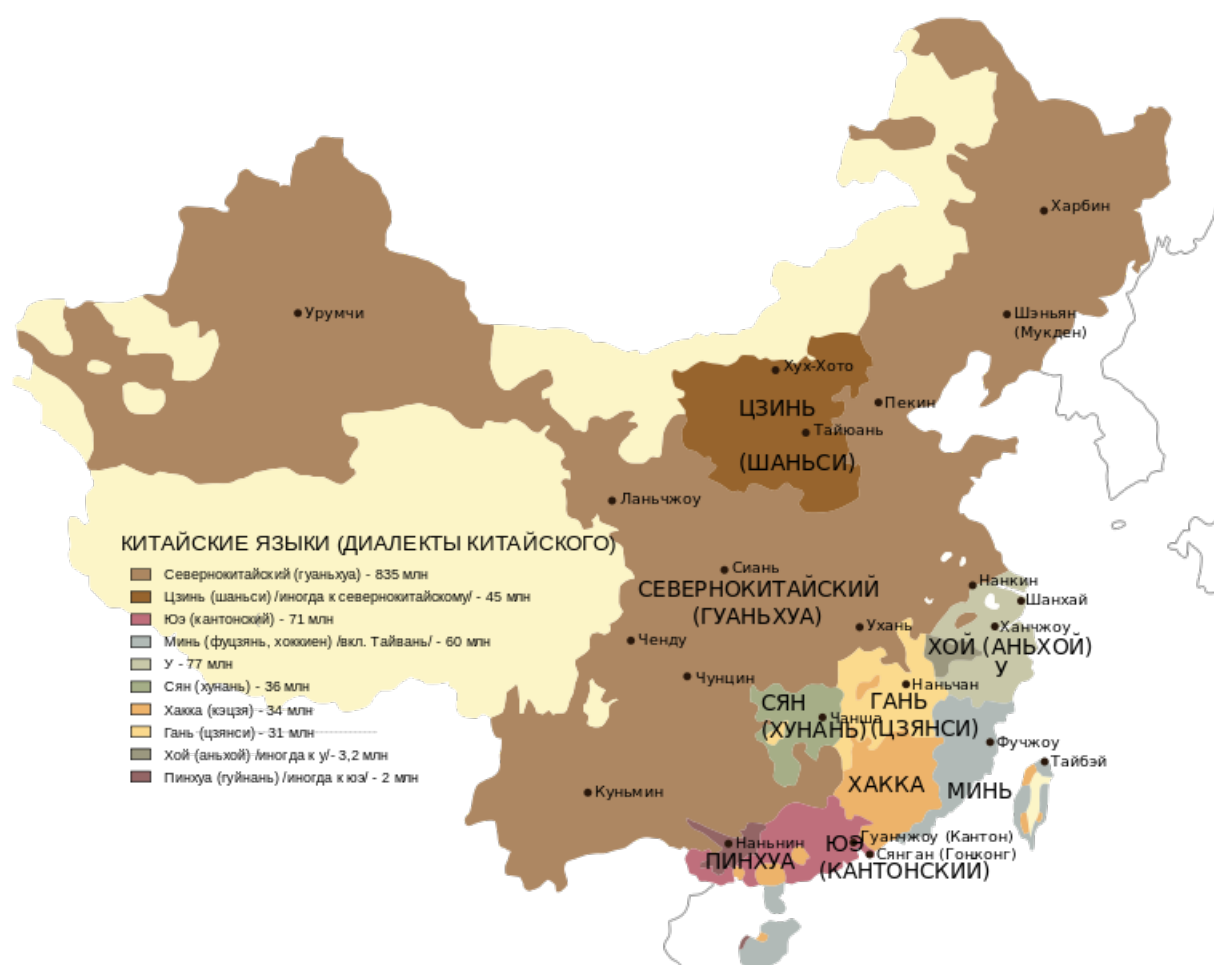 Харбин
Урумчи
Шэньян
(Мукден)
Хух-Хото
ЦЗИНЬ
Пекин
Тайюань
(ШАНЬСИ)
Ланьчжоу
КИТАЙСКИЕ ЯЗЫКИ (ДИАЛЕКТЫ КИТАЙСКОГО)
Севернокитайский (гуаньхуа) - 835 млн
Цзинь (шаньси) /иногда к севернокитайскому/ - 45 млн
Юэ (кантонский) - 71 млн
Минь (фуцзянь, хоккиен) /вкл. Тайвань/ - 60 млн
У - 77 млн
Сян (хунань) - 36 млн
Хакка (кэцзя) - 34 млн
Гань (цзянси) - 31 млн
Хой (аньхой) /иногда к у/- 3,2 млн
Пинхуа (гуйнань) /иногда к юэ/ - 2 млн
Сиань
СЕВЕРНОКИТАЙСКИЙ
(ГУАНЬХУА)
Нанкин
Шанхай
Ухань
Ханчжоу
Ченду
ХОЙ (АНЬХОЙ)
У
Чунцин
Наньчан
СЯН
(ХУНАНЬ)
Чанша
ГАНЬ
(ЦЗЯНСИ)
Фучжоу
Тайбэй
Куньмин
ХАККА
МИНЬ
Наньнин
ПИНХУА
Гуанчжоу (Кантон)
ЮЭ
Сянган (Гонконг)
(КАНТОНСКИЙ)